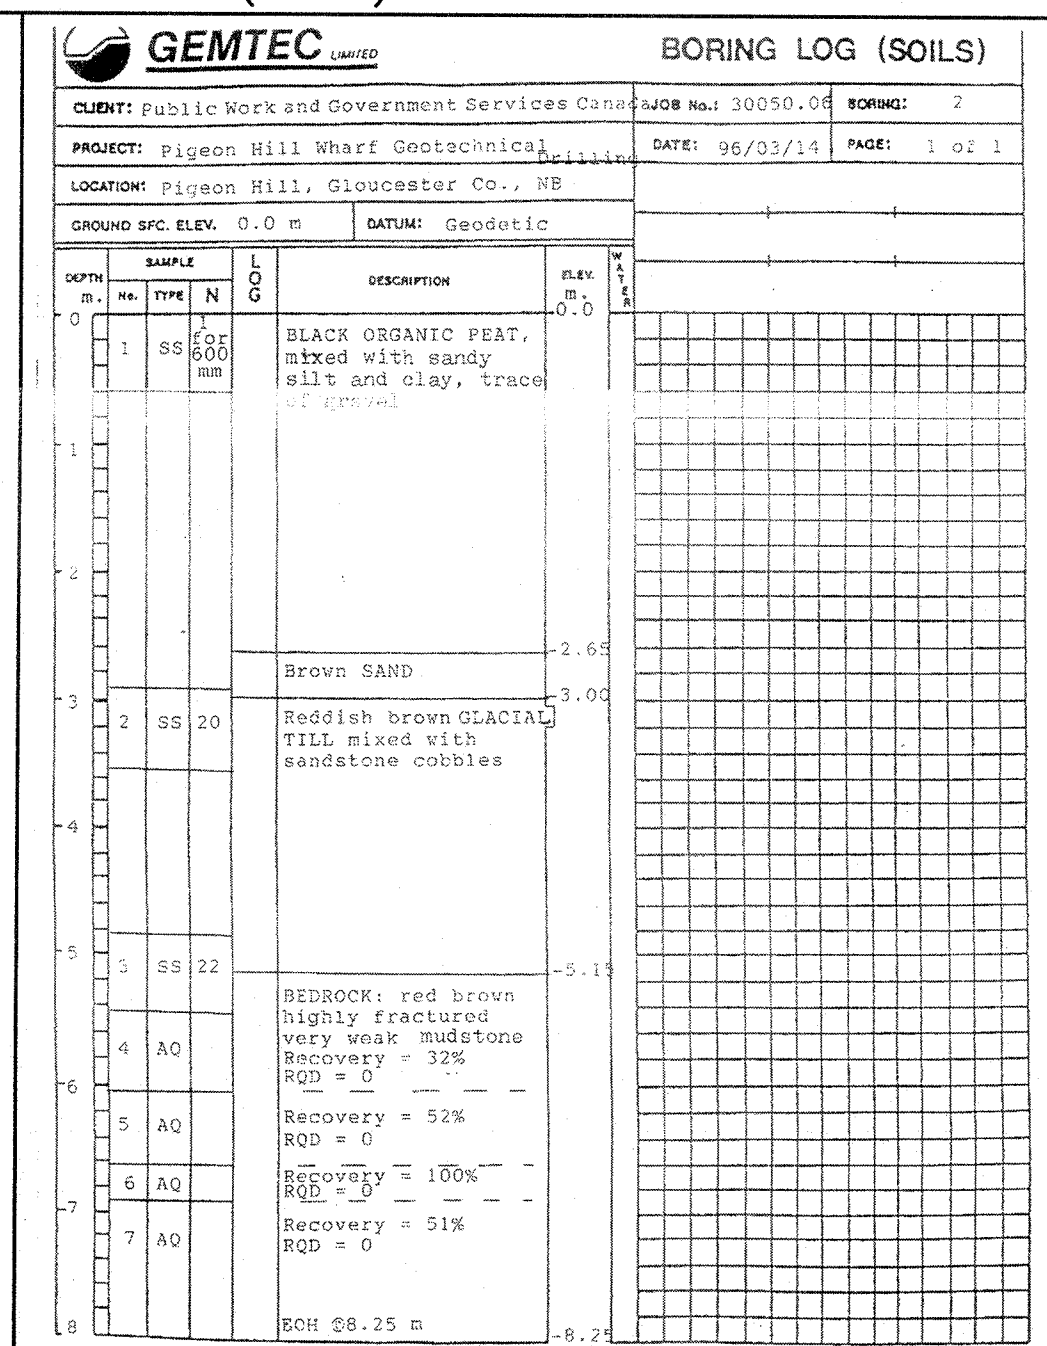 GEMTEC LIMITED
BORING LOG (SOILS)
CLIENT: Public Work and Government Services Canada
JOB No.: 30050.06
BORING: 2
PROJECT: Pigeon Hill Wharf Geotechnical Drilling
DATE: 96/03/14
PAGE: 1 of 1
LOCATION: Pigeon Hill, Gloucester Co., NB
GROUND SFC. ELEV. 0.0 m
DATUM: Geodetic
DEPTH m.
SAMPLE
No. TYPE N
LOG
DESCRIPTION
ELEV. m.
WATER
0.0
0
1 SS 1 for 600 mm
BLACK ORGANIC PEAT,
mixed with sandy
silt and clay, trace
of gravel
1
2
-2.65
Brown SAND
3
-3.00
2 SS 20
Reddish brown GLACIAL
TILL mixed with
sandstone cobbles
4
5
3 SS 22
-5.15
BEDROCK: red brown
highly fractured
very weak mudstone
4 AQ
Recovery = 32%
RQD = 0
6
5 AQ
Recovery = 52%
RQD = 0
6 AQ
Recovery = 100%
RQD = 0
7
7 AQ
Recovery = 51%
RQD = 0
8
EOH @8.25 m
-8.25